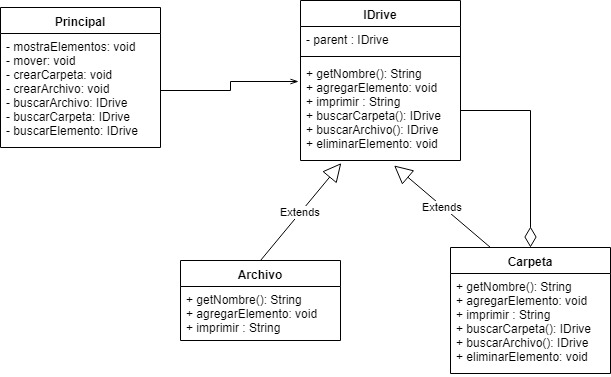 Principal
- mostraElementos: void
- mover: void
- crearCarpeta: void
- crearArchivo: void
- buscarArchivo: IDrive
- buscarCarpeta: IDrive
- buscarElemento: IDrive
IDrive
- parent : IDrive
+ getNombre(): String
+ agregarElemento: void
+ imprimir : String
+ buscarCarpeta(): IDrive
+ buscarArchivo(): IDrive
+ eliminarElemento: void
Extends
Extends
Archivo
+ getNombre(): String
+ agregarElemento: void
+ imprimir : String
Carpeta
+ getNombre(): String
+ agregarElemento: void
+ imprimir : String
+ buscarCarpeta(): IDrive
+ buscarArchivo(): IDrive
+ eliminarElemento: void